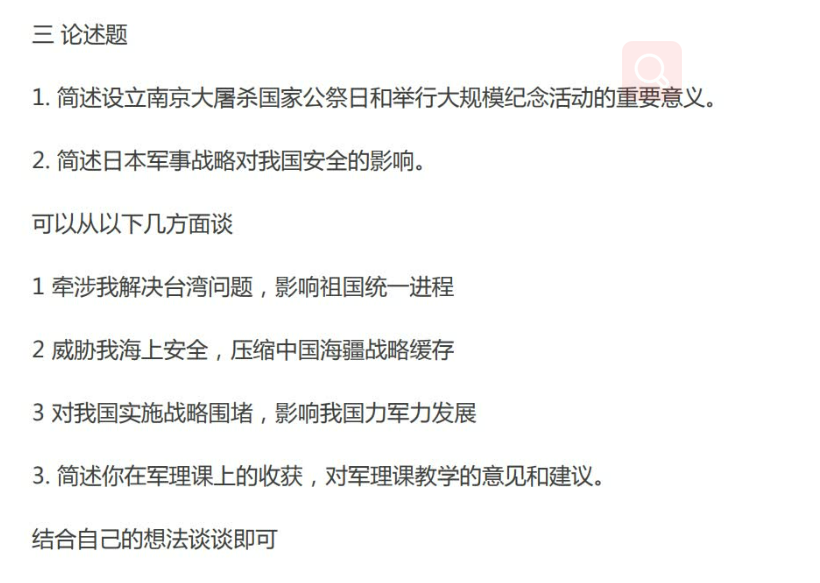 三 论述题
1. 简述设立南京大屠杀国家公祭日和举行大规模纪念活动的重要意义。
2. 简述日本军事战略对我国安全的影响。
可以从以下几方面谈
1 牵涉我解决台湾问题，影响祖国统一进程
2 威胁我海上安全，压缩中国海疆战略缓存
3 对我国实施战略围堵，影响我国力军力发展
3. 简述你在军理课上的收获，对军理课教学的意见和建议。
结合自己的想法谈谈即可